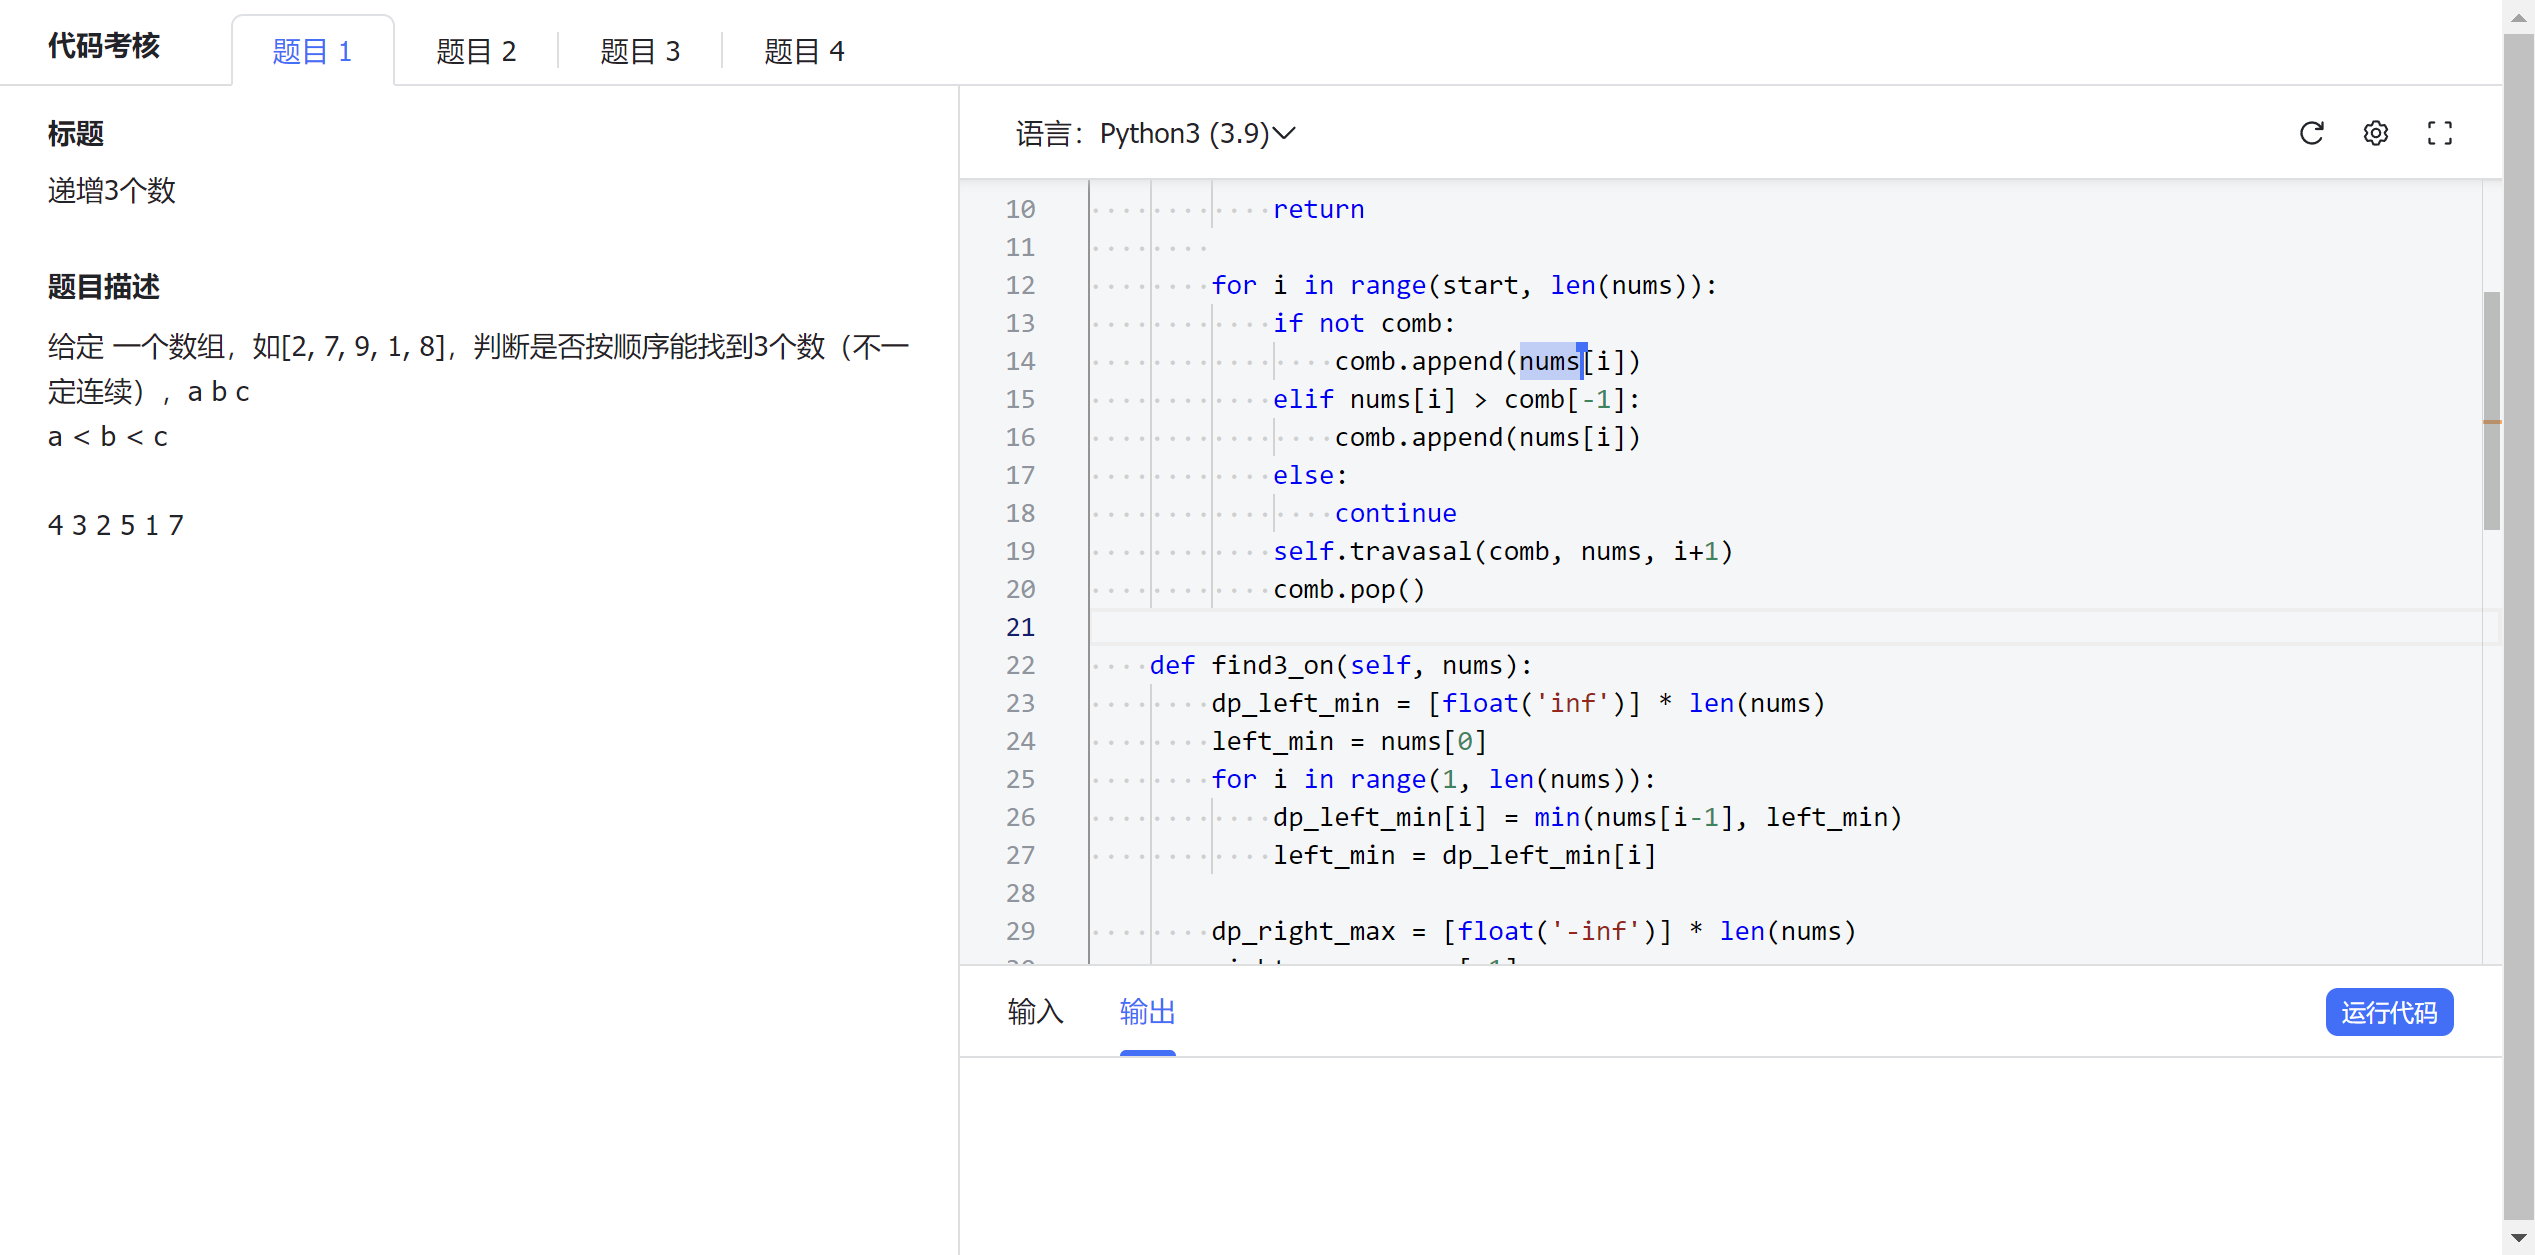 代码考核
题目 1
题目 2
题目 3
题目 4
标题
递增3个数
题目描述
给定 一个数组，如[2, 7, 9, 1, 8]，判断是否按顺序能找到3个数（不一
定连续），a b c
a < b < c
4 3 2 5 1 7
语言：Python3 (3.9)
10 return
11
12 for i in range(start, len(nums)):
13 if not comb:
14 comb.append(nums[i])
15 elif nums[i] > comb[-1]:
16 comb.append(nums[i])
17 else:
18 continue
19 self.travasal(comb, nums, i+1)
20 comb.pop()
21
22 def find3_on(self, nums):
23 dp_left_min = [float('inf')] * len(nums)
24 left_min = nums[0]
25 for i in range(1, len(nums)):
26 dp_left_min[i] = min(nums[i-1], left_min)
27 left_min = dp_left_min[i]
28
29 dp_right_max = [float('-inf')] * len(nums)
输入
输出
运行代码